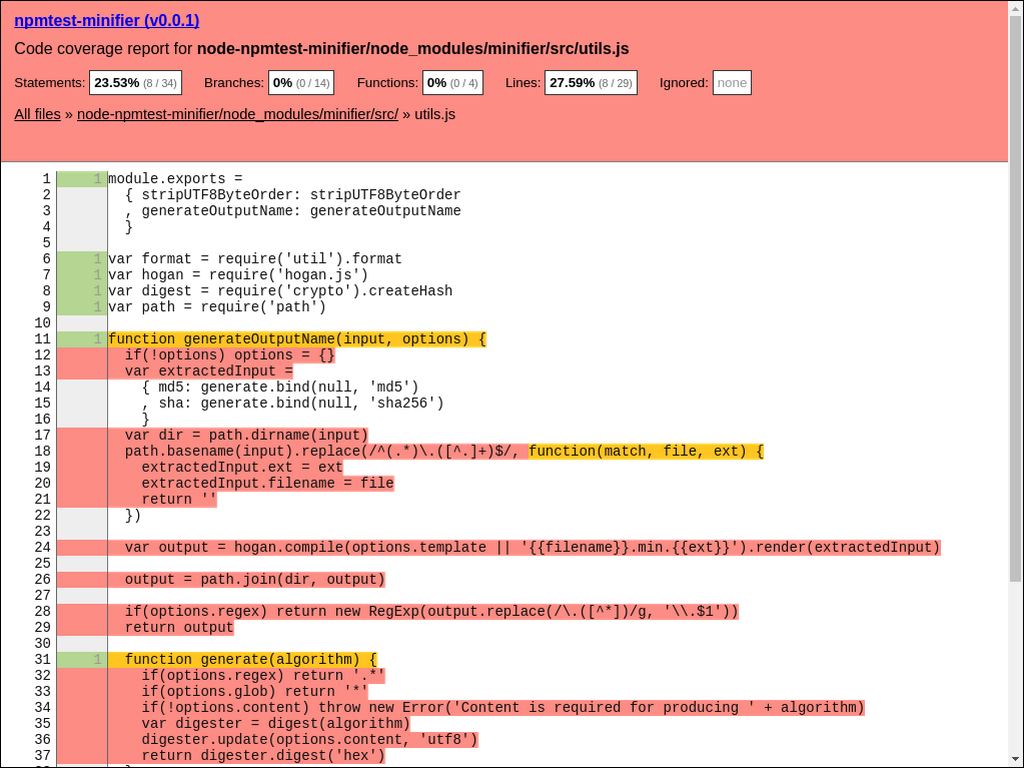 npmtest-minifier (v0.0.1)
Code coverage report for node-npmtest-minifier/node_modules/minifier/src/utils.js
Statements: 23.53% (8 / 34) Branches: 0% (0 / 14) Functions: 0% (0 / 4) Lines: 27.59% (8 / 29) Ignored: none
All files » node-npmtest-minifier/node_modules/minifier/src/ » utils.js
1 1 module.exports =
2   { stripUTF8ByteOrder: stripUTF8ByteOrder
3   , generateOutputName: generateOutputName
4   }
5
6 1 var format = require('util').format
7 1 var hogan = require('hogan.js')
8 1 var digest = require('crypto').createHash
9 1 var path = require('path')
10
11 1 function generateOutputName(input, options) {
12   if(!options) options = {}
13   var extractedInput =
14     { md5: generate.bind(null, 'md5')
15     , sha: generate.bind(null, 'sha256')
16     }
17   var dir = path.dirname(input)
18   path.basename(input).replace(/^(.*)\.([^.]+)$/, function(match, file, ext) {
19     extractedInput.ext = ext
20     extractedInput.filename = file
21     return ''
22   })
23
24   var output = hogan.compile(options.template || '{{filename}}.min.{{ext}}').render(extractedInput)
25
26   output = path.join(dir, output)
27
28   if(options.regex) return new RegExp(output.replace(/\.([^*])/g, '\\.$1'))
29   return output
30
31 1   function generate(algorithm) {
32     if(options.regex) return '.*'
33     if(options.glob) return '*'
34     if(!options.content) throw new Error('Content is required for producing ' + algorithm)
35     var digester = digest(algorithm)
36     digester.update(options.content, 'utf8')
37     return digester.digest('hex')